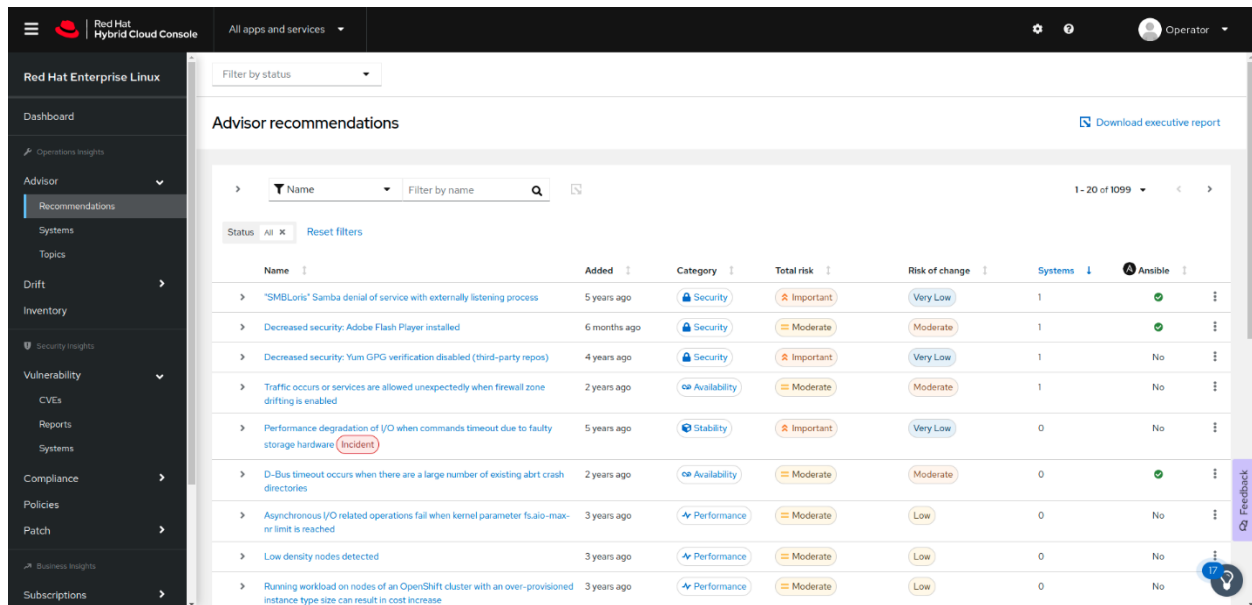 Red Hat
Hybrid Cloud Console
All apps and services
Operator
Red Hat Enterprise Linux
Dashboard
Operations Insights
Advisor
Recommendations
Systems
Topics
Drift
Inventory
Security Insights
Vulnerability
CVEs
Reports
Systems
Compliance
Policies
Patch
Business Insights
Subscriptions
Filter by status
Advisor recommendations
Download executive report
Name Filter by name 1 - 20 of 1099
Status All × Reset filters
Name Added Category Total risk Risk of change Systems A Ansible
"SMBLoris" Samba denial of service with externally listening process 5 years ago Security Important Very Low 1
Decreased security: Adobe Flash Player installed 6 months ago Security Moderate Moderate 1
Decreased security: Yum GPG verification disabled (third-party repos) 4 years ago Security Important Very Low 1 No
Traffic occurs or services are allowed unexpectedly when firewall zone 2 years ago Availability Moderate Moderate 1 No
drifting is enabled
Performance degradation of I/O when commands timeout due to faulty 5 years ago Stability Important Very Low 0 No
storage hardware Incident
D-Bus timeout occurs when there are a large number of existing abrt crash 2 years ago Availability Moderate Moderate 0
directories
Asynchronous I/O related operations fail when kernel parameter fs.aio-max- 3 years ago Performance Moderate Low 0 No
nr limit is reached
Low density nodes detected 3 years ago Performance Moderate Low 0 No
Running workload on nodes of an OpenShift cluster with an over-provisioned 3 years ago Performance Moderate Low 0 No
instance type size can result in cost increase
Feedback
17